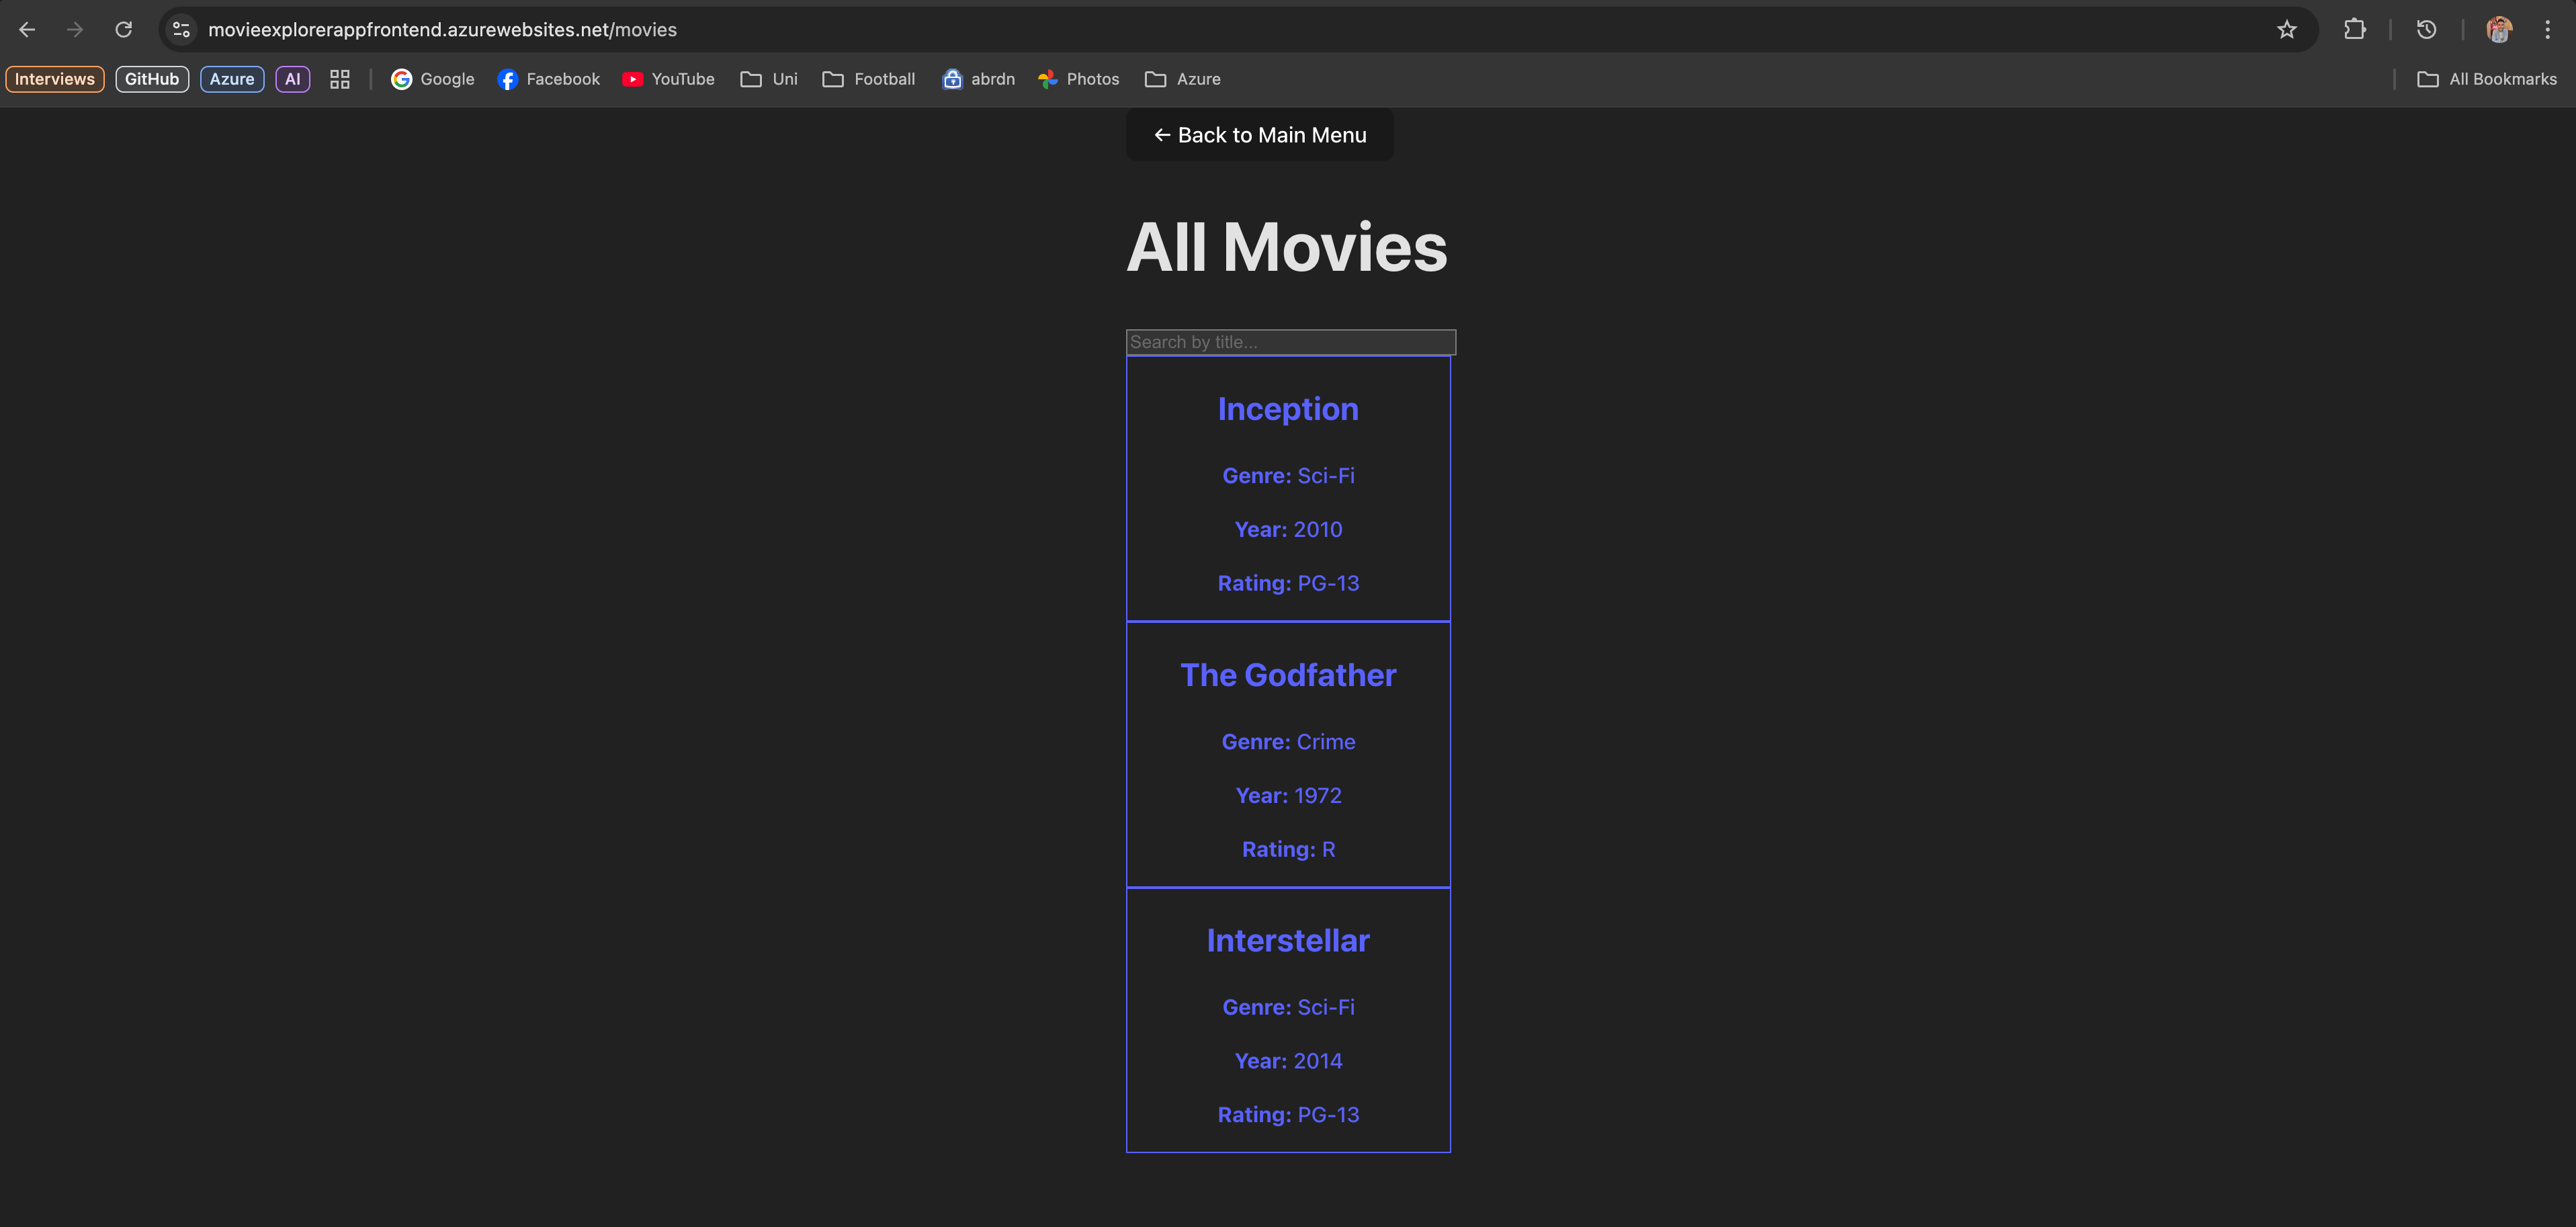 movieexplorerappfrontend.azurewebsites.net/movies
Interviews GitHub Azure AI Google Facebook YouTube Uni Football abrdn Photos Azure All Bookmarks
← Back to Main Menu
All Movies
Search by title...
Inception
Genre: Sci-Fi
Year: 2010
Rating: PG-13
The Godfather
Genre: Crime
Year: 1972
Rating: R
Interstellar
Genre: Sci-Fi
Year: 2014
Rating: PG-13